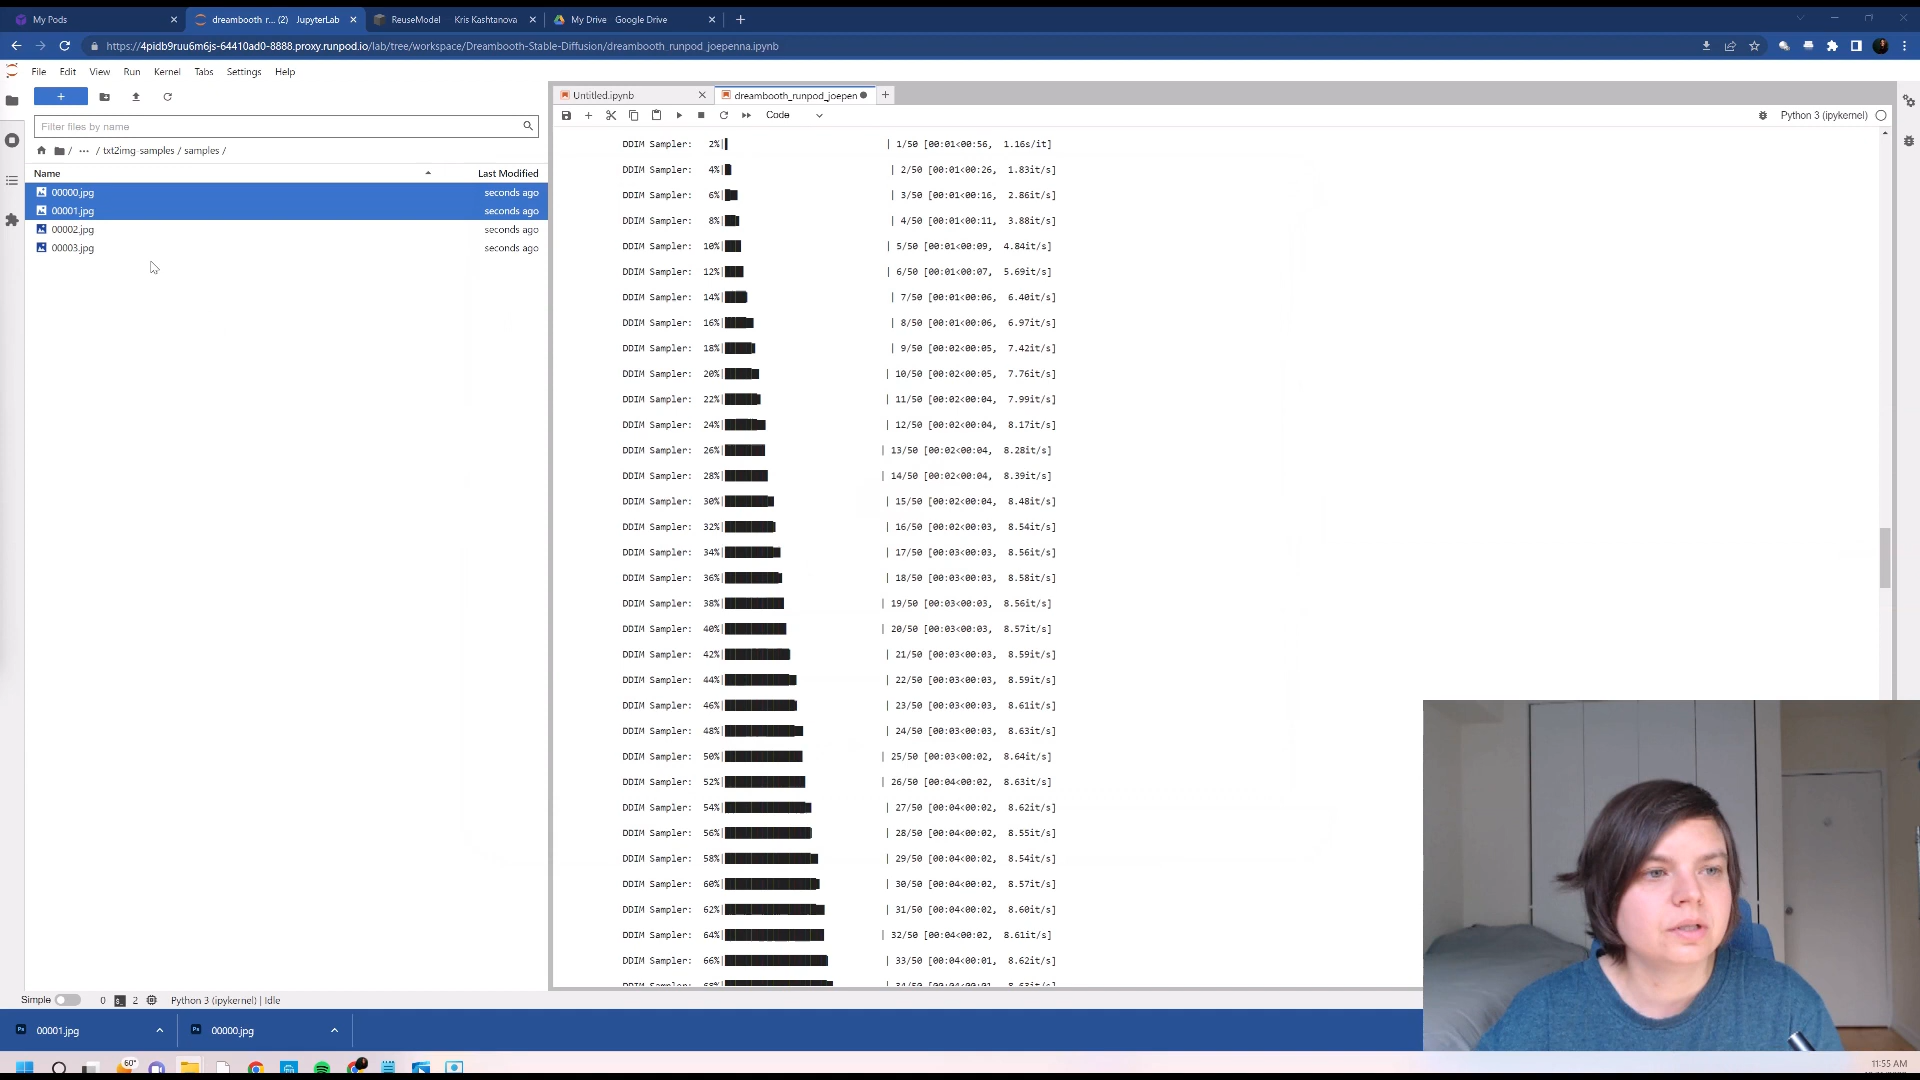 My Pods
dreambooth r... (2) JupyterLab
ReuseModel Kris Kashtanova
My Drive Google Drive
https://4pidb9ruu6m6js-64410ad0-8888.proxy.runpod.io/lab/tree/workspace/Dreambooth-Stable-Diffusion/dreambooth_runpod_joepenna.ipynb
File Edit View Run Kernel Tabs Settings Help
Untitled.ipynb
dreambooth_runpod_joepen
Code
Python 3 (ipykernel)
Filter files by name
/ ··· / txt2img-samples / samples /
Name Last Modified
00000.jpg seconds ago
00001.jpg seconds ago
00002.jpg seconds ago
00003.jpg seconds ago
DDIM Sampler: 2%| | 1/50 [00:01<00:56, 1.16s/it]
DDIM Sampler: 4%| | 2/50 [00:01<00:26, 1.83it/s]
DDIM Sampler: 6%| | 3/50 [00:01<00:16, 2.86it/s]
DDIM Sampler: 8%| | 4/50 [00:01<00:11, 3.88it/s]
DDIM Sampler: 10%| | 5/50 [00:01<00:09, 4.84it/s]
DDIM Sampler: 12%| | 6/50 [00:01<00:07, 5.69it/s]
DDIM Sampler: 14%| | 7/50 [00:01<00:06, 6.40it/s]
DDIM Sampler: 16%| | 8/50 [00:01<00:06, 6.97it/s]
DDIM Sampler: 18%| | 9/50 [00:02<00:05, 7.42it/s]
DDIM Sampler: 20%| | 10/50 [00:02<00:05, 7.76it/s]
DDIM Sampler: 22%| | 11/50 [00:02<00:04, 7.99it/s]
DDIM Sampler: 24%| | 12/50 [00:02<00:04, 8.17it/s]
DDIM Sampler: 26%| | 13/50 [00:02<00:04, 8.28it/s]
DDIM Sampler: 28%| | 14/50 [00:02<00:04, 8.39it/s]
DDIM Sampler: 30%| | 15/50 [00:02<00:04, 8.48it/s]
DDIM Sampler: 32%| | 16/50 [00:02<00:03, 8.54it/s]
DDIM Sampler: 34%| | 17/50 [00:03<00:03, 8.56it/s]
DDIM Sampler: 36%| | 18/50 [00:03<00:03, 8.58it/s]
DDIM Sampler: 38%| | 19/50 [00:03<00:03, 8.56it/s]
DDIM Sampler: 40%| | 20/50 [00:03<00:03, 8.57it/s]
DDIM Sampler: 42%| | 21/50 [00:03<00:03, 8.59it/s]
DDIM Sampler: 44%| | 22/50 [00:03<00:03, 8.59it/s]
DDIM Sampler: 46%| | 23/50 [00:03<00:03, 8.61it/s]
DDIM Sampler: 48%| | 24/50 [00:03<00:03, 8.63it/s]
DDIM Sampler: 50%| | 25/50 [00:03<00:02, 8.64it/s]
DDIM Sampler: 52%| | 26/50 [00:04<00:02, 8.63it/s]
DDIM Sampler: 54%| | 27/50 [00:04<00:02, 8.62it/s]
DDIM Sampler: 56%| | 28/50 [00:04<00:02, 8.55it/s]
DDIM Sampler: 58%| | 29/50 [00:04<00:02, 8.54it/s]
DDIM Sampler: 60%| | 30/50 [00:04<00:02, 8.57it/s]
DDIM Sampler: 62%| | 31/50 [00:04<00:02, 8.60it/s]
DDIM Sampler: 64%| | 32/50 [00:04<00:02, 8.61it/s]
DDIM Sampler: 66%| | 33/50 [00:04<00:01, 8.62it/s]
Simple 0 2 Python 3 (ipykernel) | Idle
00001.jpg
00000.jpg
60°
11:55 AM